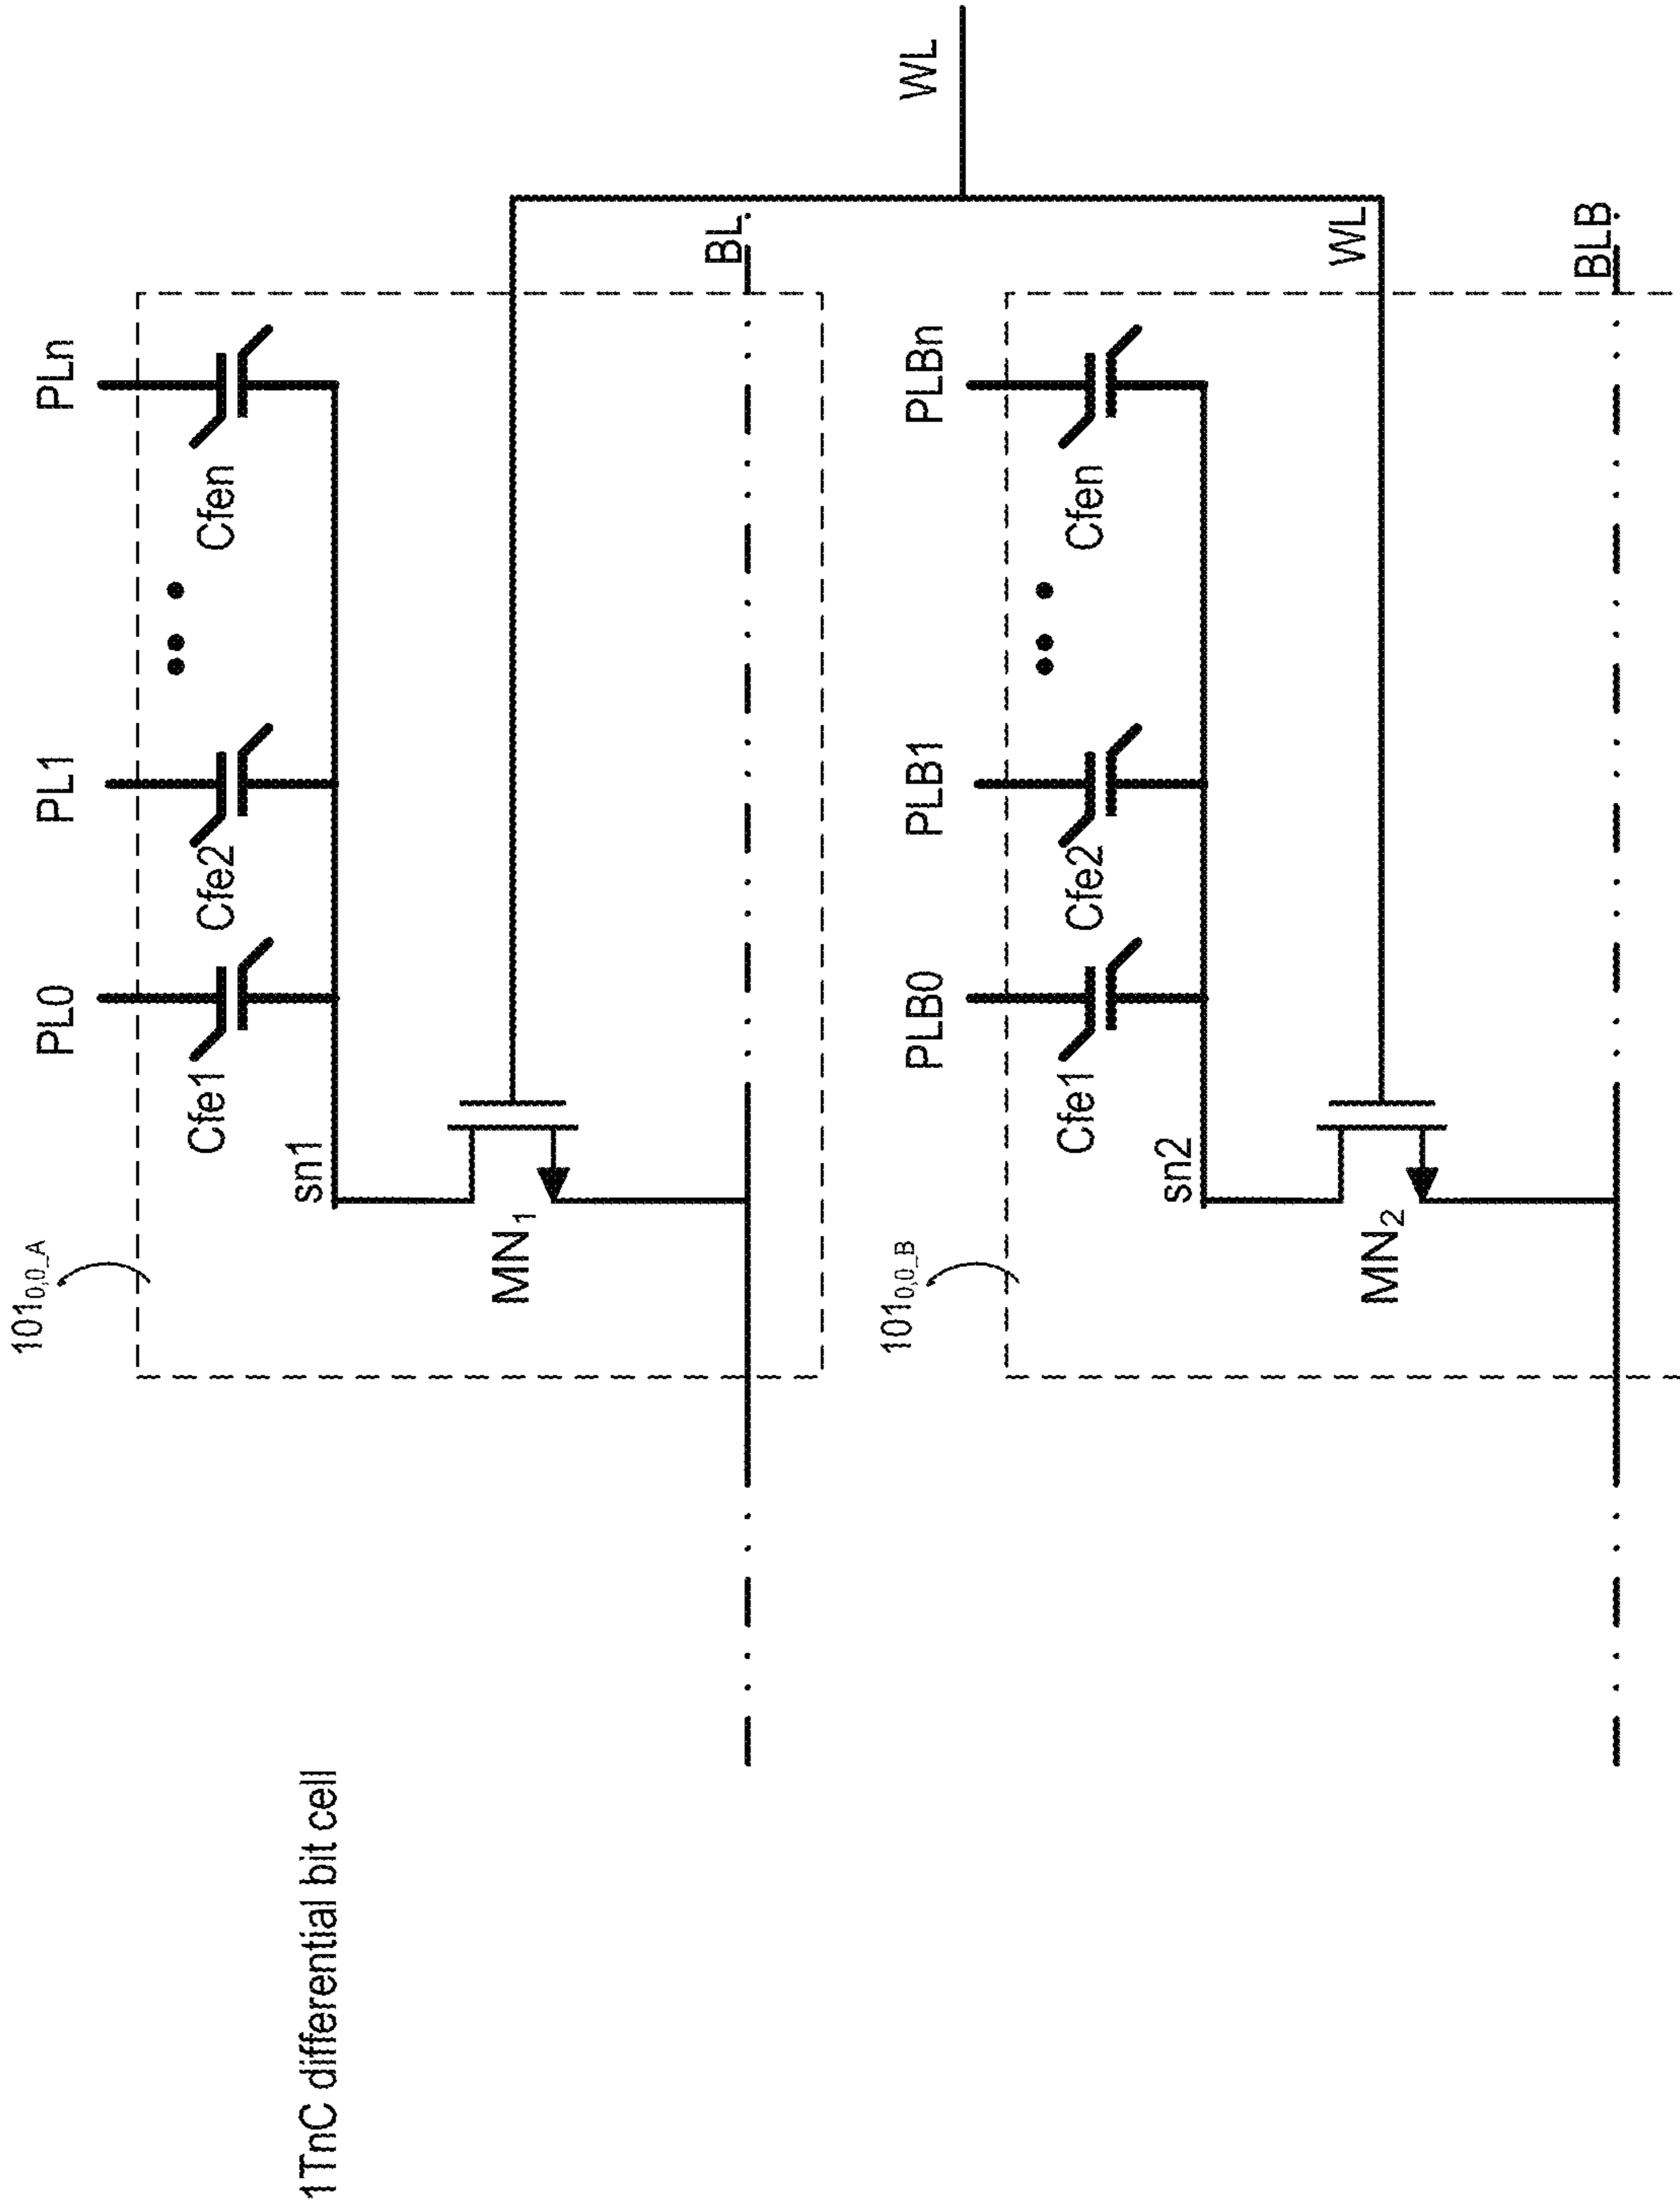 1TnC differential bit cell
101₀,₀_A
PL0
PL1
PLn
Cfe1
Cfe2
Cfen
sn1
MN₁
BL
WL
101₀,₀_B
PLB0
PLB1
PLBn
Cfe1
Cfe2
Cfen
sn2
MN₂
WL
BLB